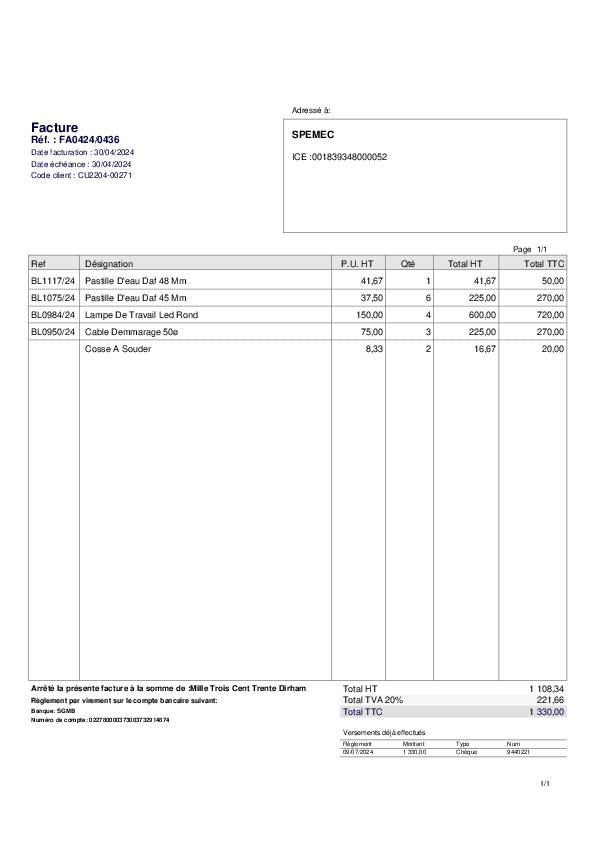 Adressé à:
Facture
Réf. : FA0424/0436
Date facturation : 30/04/2024
Date échéance : 30/04/2024
Code client : CU2204-00271
SPEMEC
ICE :001839348000052
Page 1/1
Ref Désignation P.U. HT Qté Total HT Total TTC
BL1117/24 Pastille D'eau Daf 48 Mm 41,67 1 41,67 50,00
BL1075/24 Pastille D'eau Daf 45 Mm 37,50 6 225,00 270,00
BL0984/24 Lampe De Travail Led Rond 150,00 4 600,00 720,00
BL0950/24 Cable Demmarage 50ø 75,00 3 225,00 270,00
Cosse A Souder 8,33 2 16,67 20,00
Arrêté la présente facture à la somme de :Mille Trois Cent Trente Dirham
Règlement par virement sur le compte bancaire suivant:
Banque: SGMB
Numéro de compte: 0227800037300373 2914874
Total HT 1 108,34
Total TVA 20% 221,66
Total TTC 1 330,00
Versements déjà effectués
Règlement Montant Type Num
09/07/2024 1 330,00 Chèque 9440221
1/1